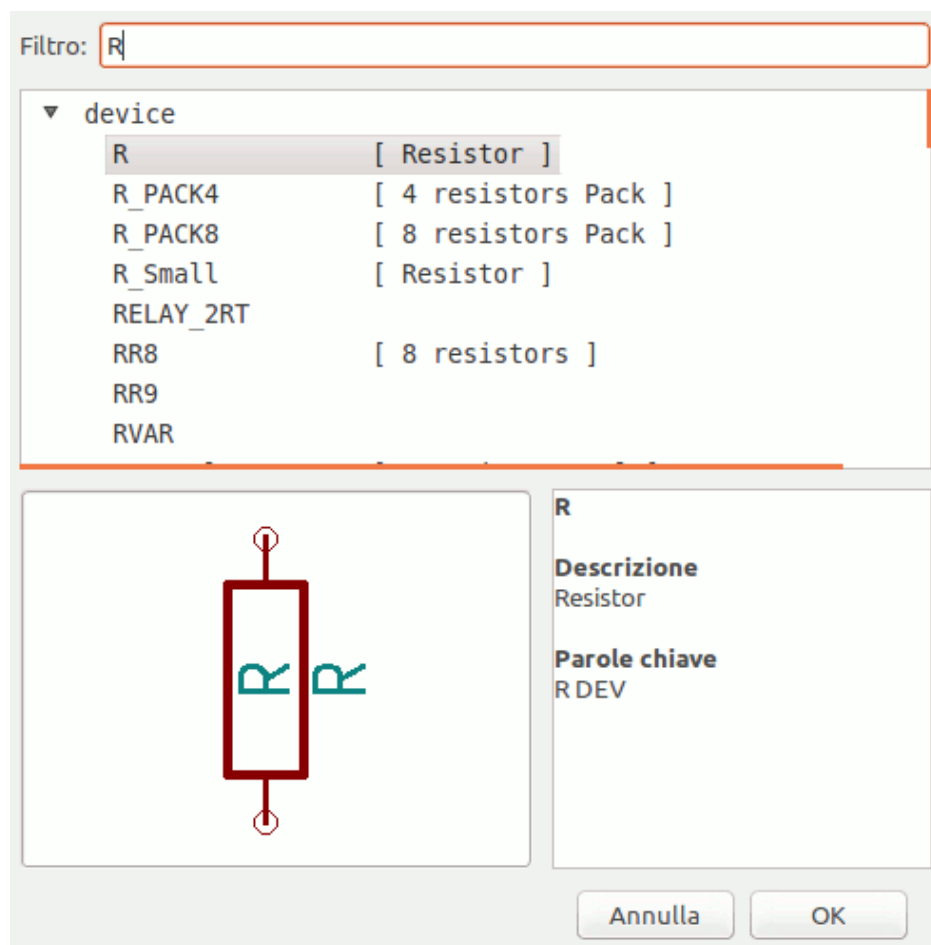 Filtro: R
device
R [ Resistor ]
R_PACK4 [ 4 resistors Pack ]
R_PACK8 [ 8 resistors Pack ]
R_Small [ Resistor ]
RELAY_2RT
RR8 [ 8 resistors ]
RR9
RVAR
R R
R
Descrizione
Resistor
Parole chiave
R DEV
Annulla OK